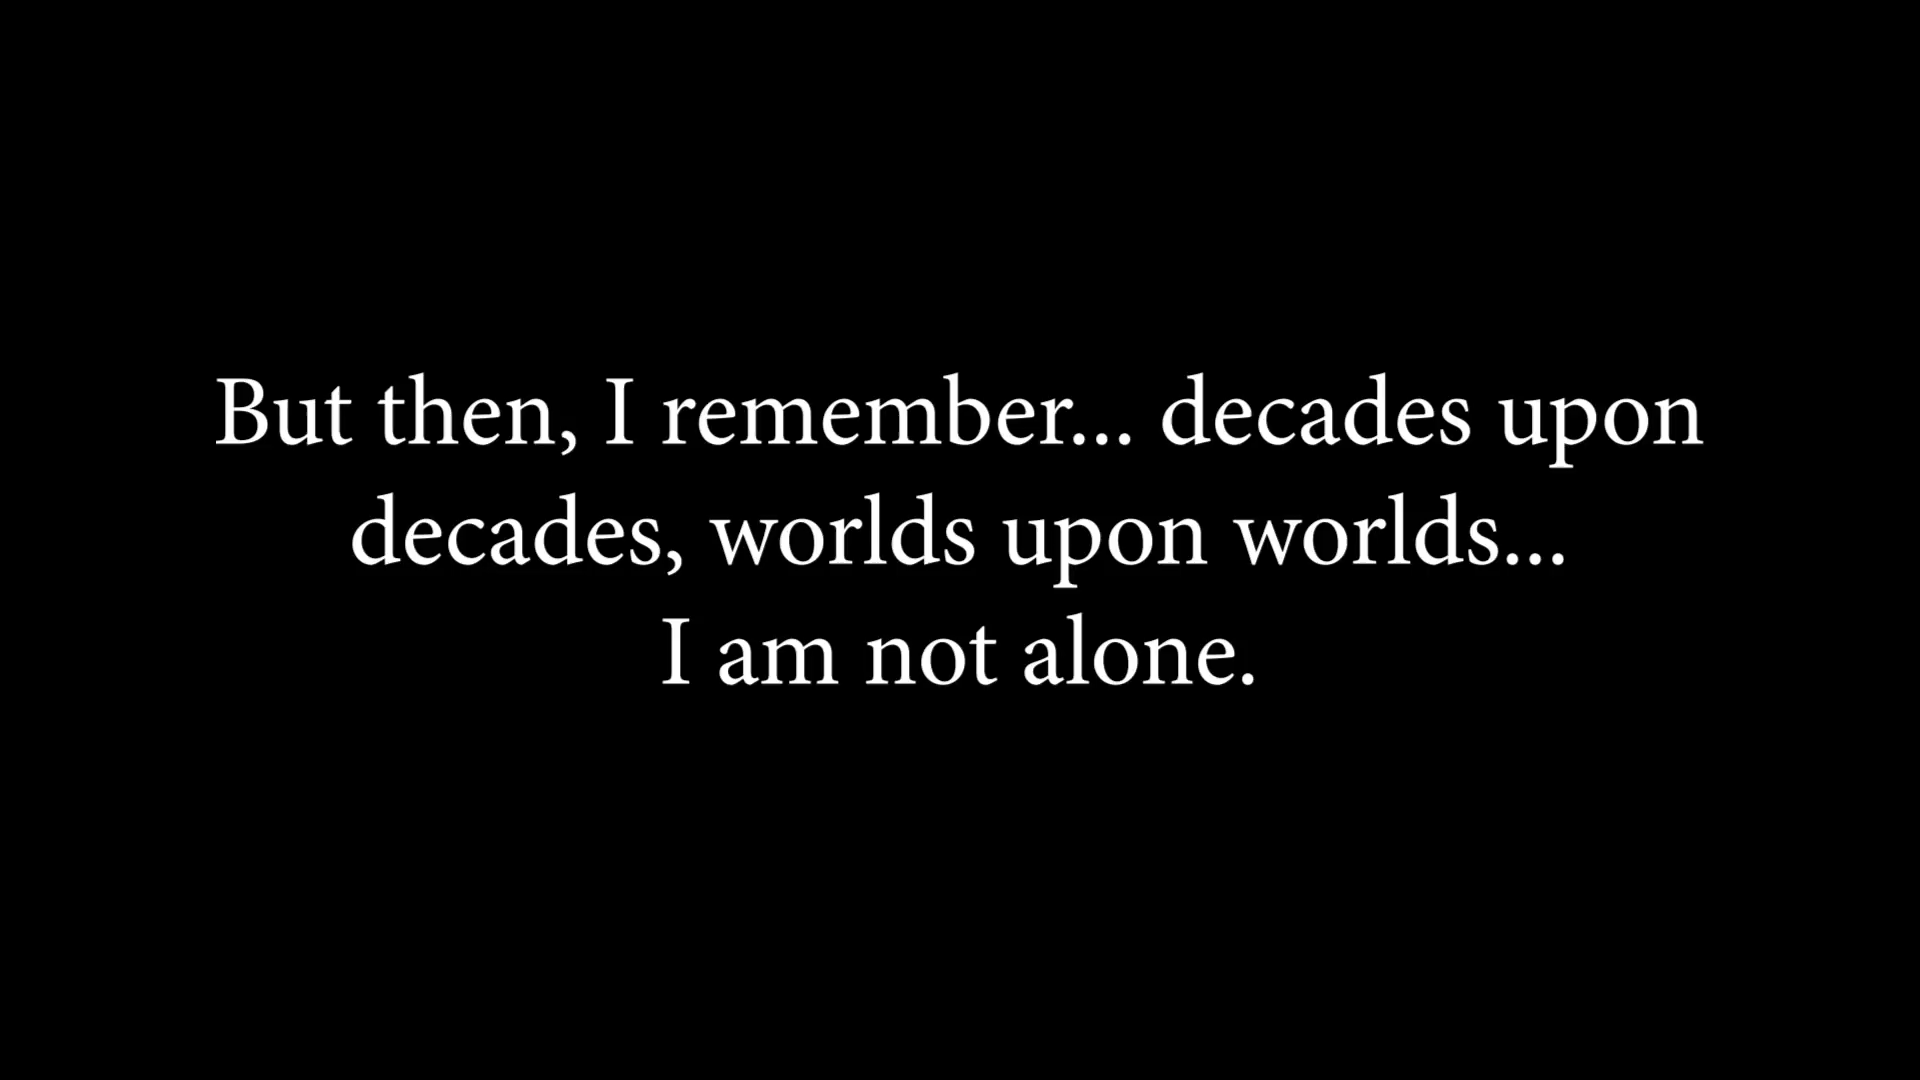 But then, I remember... decades upon
decades, worlds upon worlds...
I am not alone.